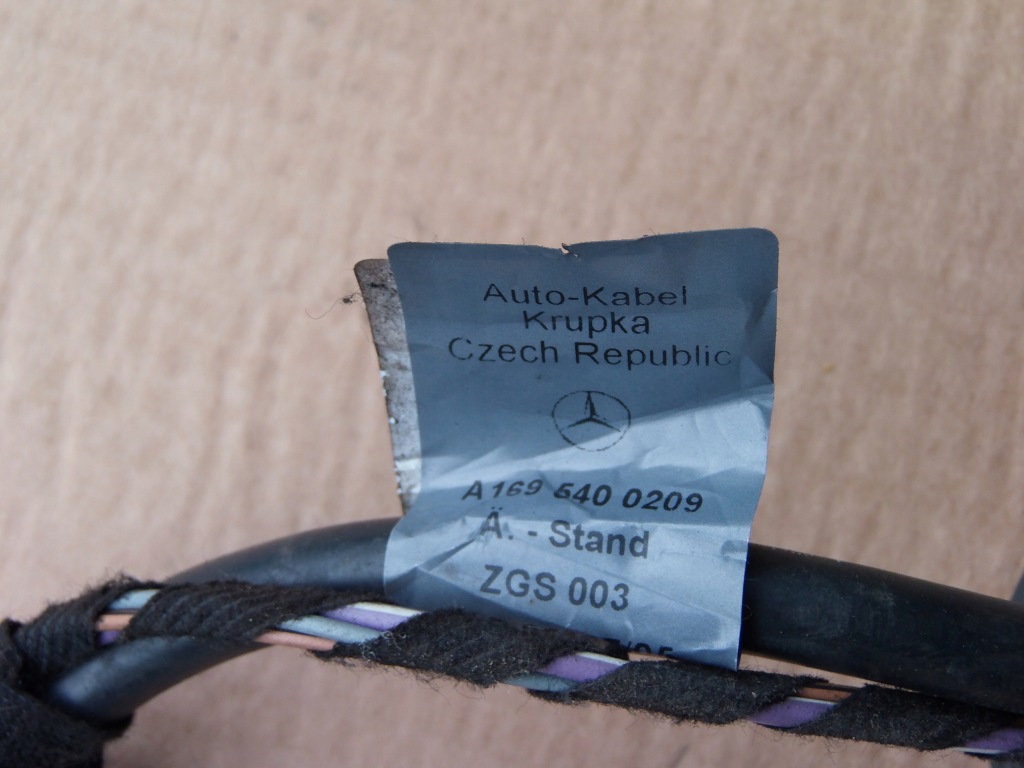 Auto-Kabel
Krupka
Czech Republic
A 169 540 0209
Ä. - Stand
ZGS 003